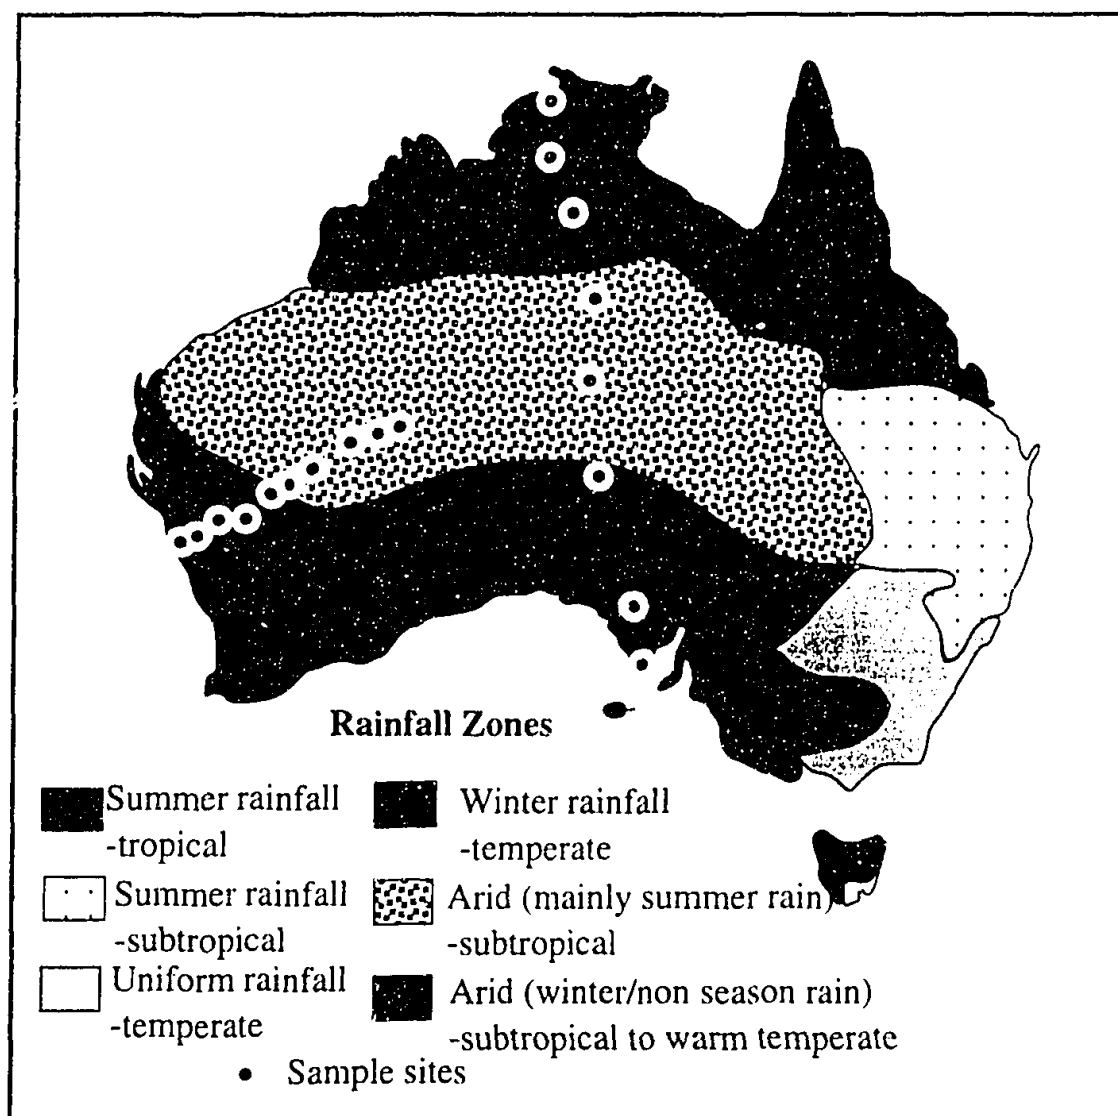 Rainfall Zones
Summer rainfall
-tropical
Winter rainfall
-temperate
Summer rainfall
-subtropical
Arid (mainly summer rain)
-subtropical
Uniform rainfall
-temperate
Arid (winter/non season rain)
-subtropical to warm temperate
Sample sites